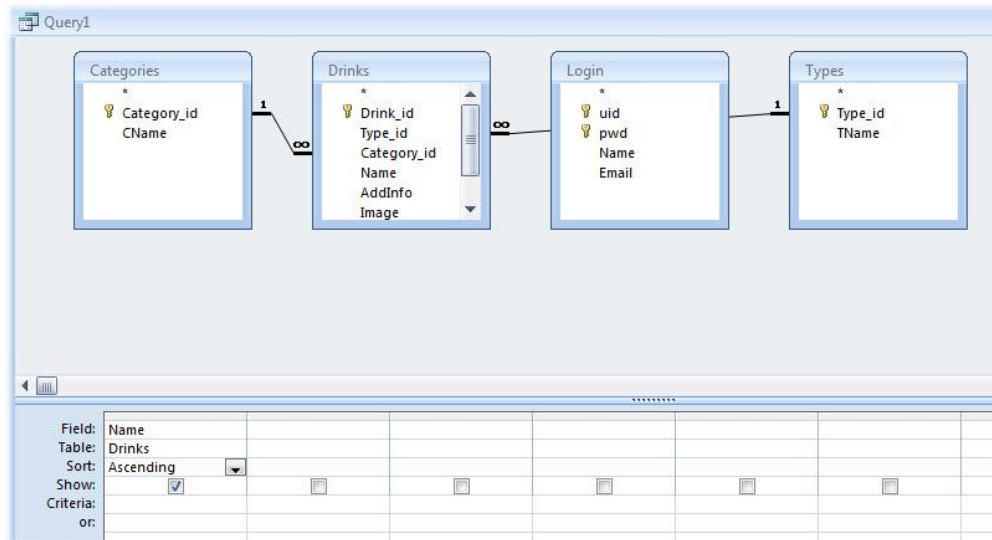 Query1
Categories
*
Category_id
CName
1
∞
Drinks
*
Drink_id
Type_id
Category_id
Name
AddInfo
Image
∞
Login
*
uid
pwd
Name
Email
1
Types
*
Type_id
TName
Field: Name
Table: Drinks
Sort: Ascending
Show:
Criteria:
or: